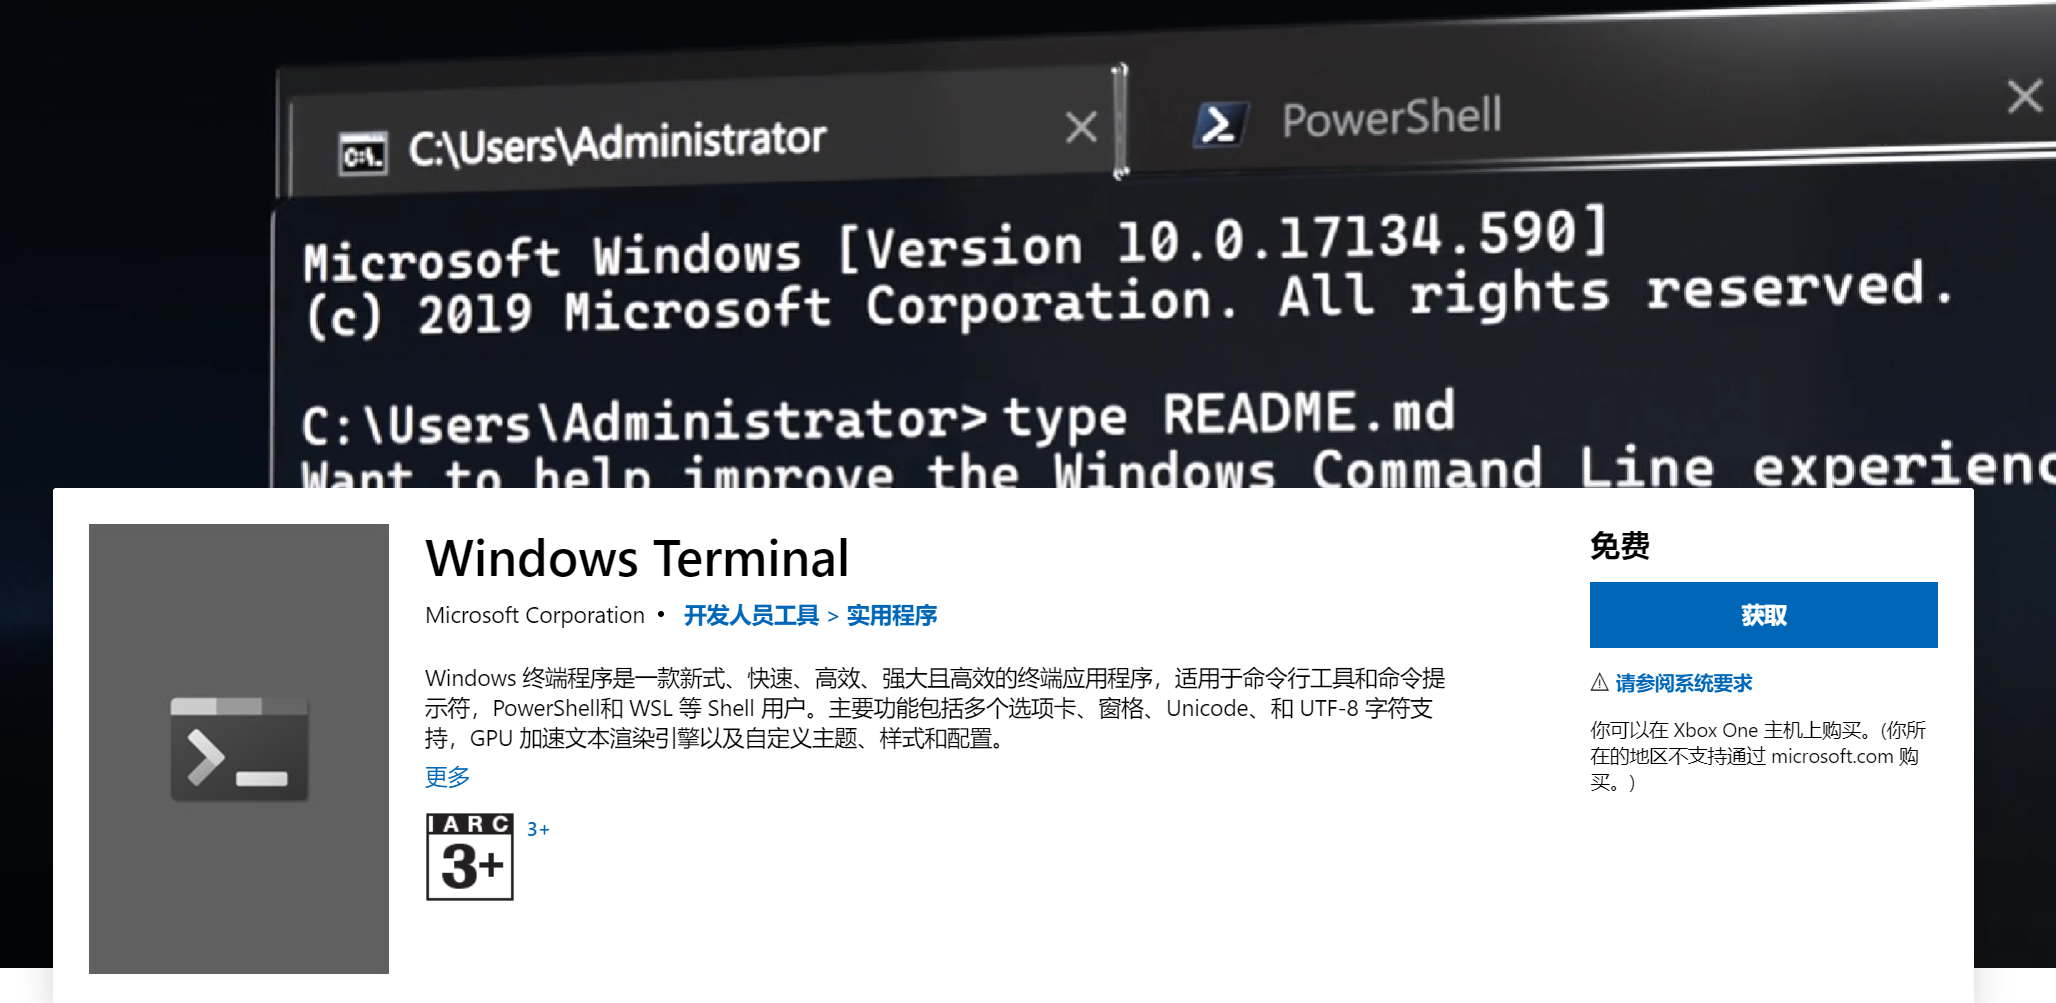 C:\Users\Administrator
PowerShell
Microsoft Windows [Version 10.0.17134.590]
(c) 2019 Microsoft Corporation. All rights reserved.
C:\Users\Administrator>type README.md
Want to help improve the Windows Command Line experienc
Windows Terminal
Microsoft Corporation • 开发人员工具 > 实用程序
Windows 终端程序是一款新式、快速、高效、强大且高效的终端应用程序，适用于命令行工具和命令提
示符，PowerShell和 WSL 等 Shell 用户。主要功能包括多个选项卡、窗格、Unicode、和 UTF-8 字符支
持，GPU 加速文本渲染引擎以及自定义主题、样式和配置。
更多
IARC
3+
3+
免费
获取
请参阅系统要求
你可以在 Xbox One 主机上购买。(你所
在的地区不支持通过 microsoft.com 购
买。)